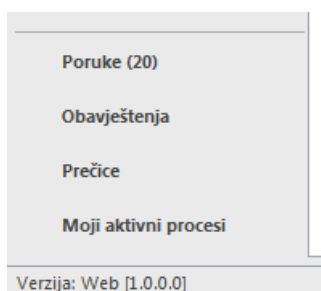 Poruke (20)
Obavještenja
Prečice
Moji aktivni procesi
Verzija: Web [1.0.0.0]